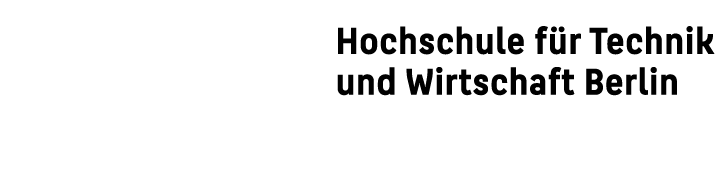 Hochschule für Technik
und Wirtschaft Berlin